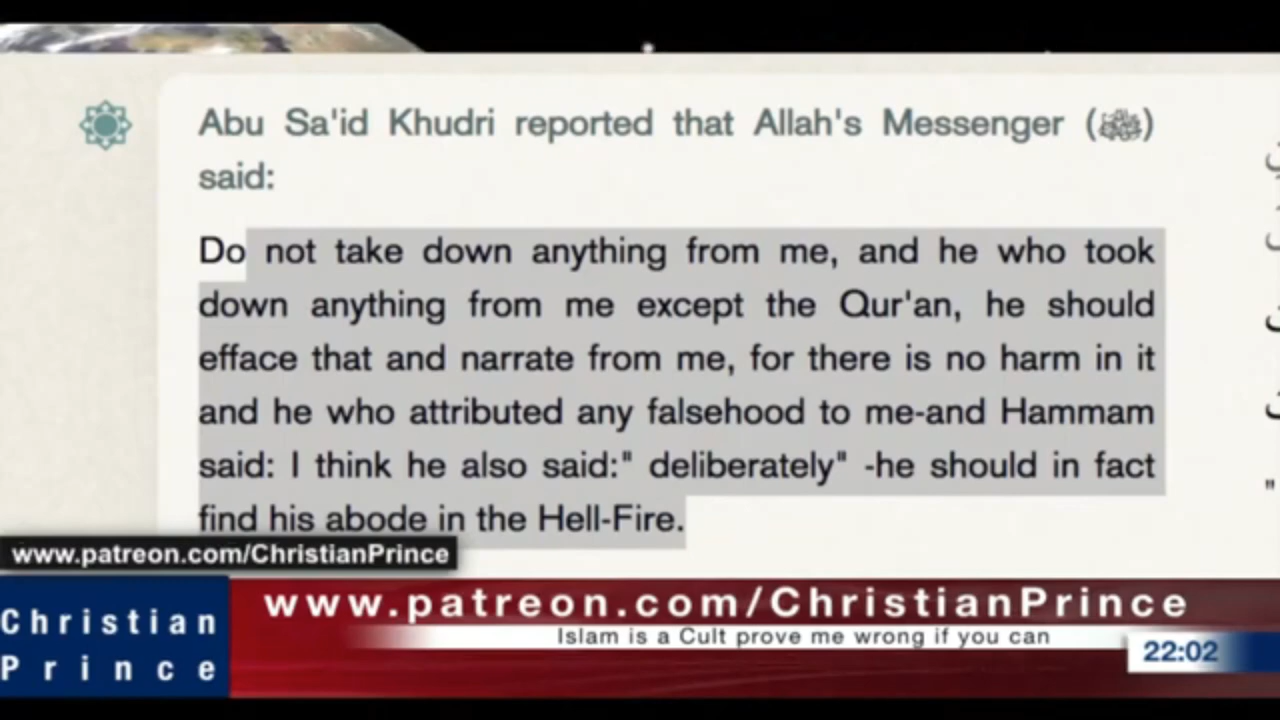 Abu Sa'id Khudri reported that Allah's Messenger (ﷺ)
said:
Do not take down anything from me, and he who took
down anything from me except the Qur'an, he should
efface that and narrate from me, for there is no harm in it
and he who attributed any falsehood to me-and Hammam
said: I think he also said:" deliberately" -he should in fact
find his abode in the Hell-Fire.
www.patreon.com/ChristianPrince
www.patreon.com/ChristianPrince
Islam is a Cult prove me wrong if you can
Christian
Prince
22:02